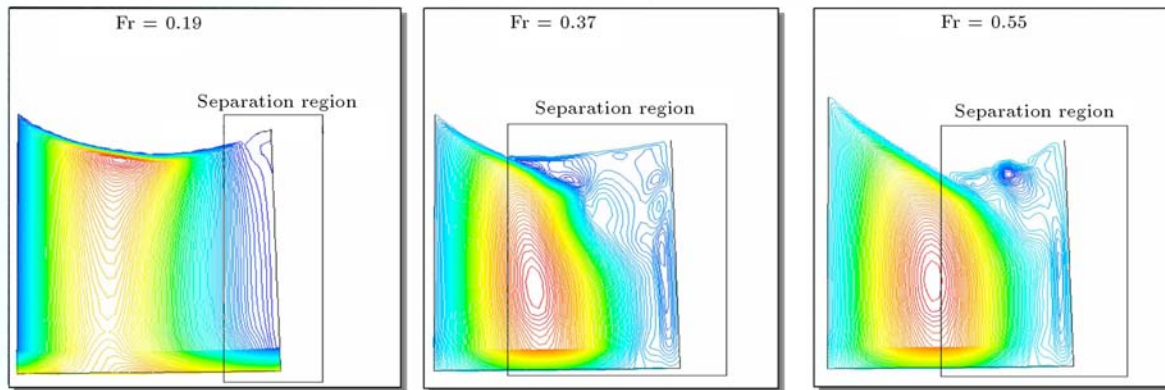 Fr = 0.19
Separation region
Fr = 0.37
Separation region
Fr = 0.55
Separation region